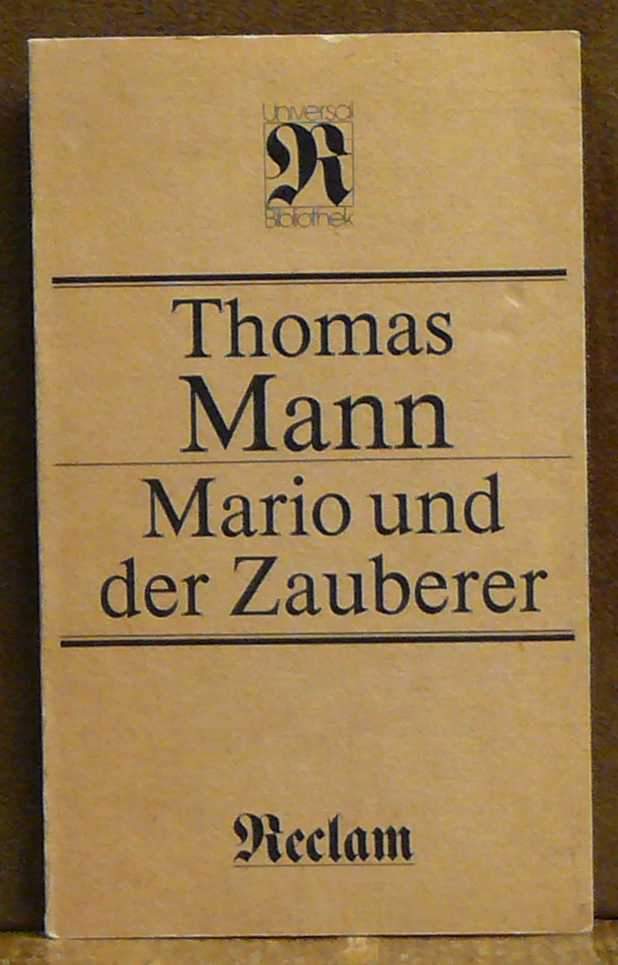 Universal
R
Bibliothek
Thomas
Mann
Mario und
der Zauberer
Reclam